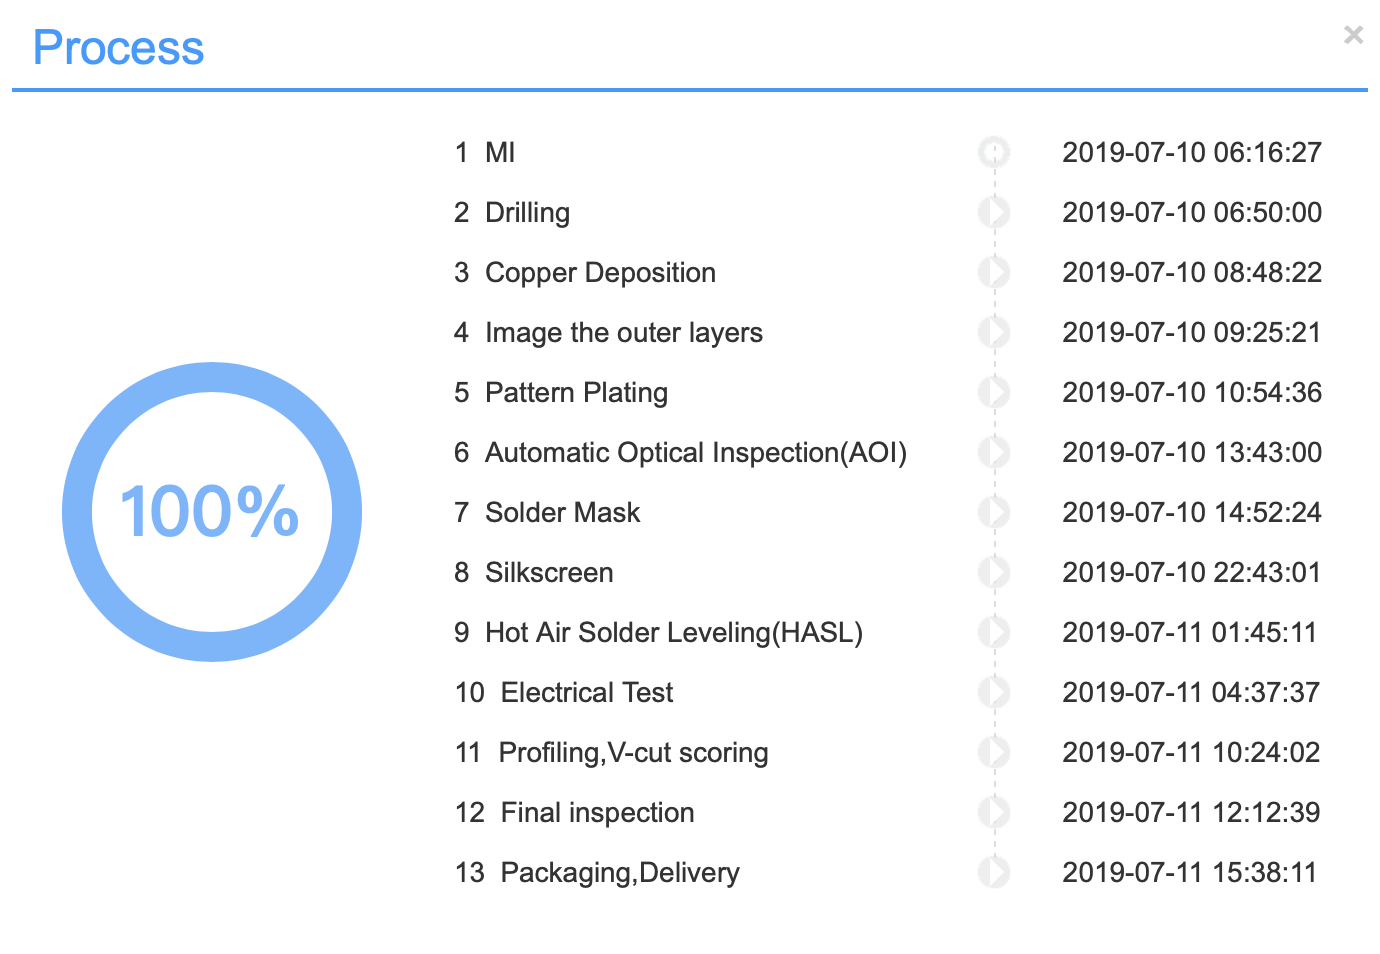 Process
×
1 MI 2019-07-10 06:16:27
2 Drilling 2019-07-10 06:50:00
3 Copper Deposition 2019-07-10 08:48:22
4 Image the outer layers 2019-07-10 09:25:21
5 Pattern Plating 2019-07-10 10:54:36
6 Automatic Optical Inspection(AOI) 2019-07-10 13:43:00
7 Solder Mask 2019-07-10 14:52:24
8 Silkscreen 2019-07-10 22:43:01
9 Hot Air Solder Leveling(HASL) 2019-07-11 01:45:11
10 Electrical Test 2019-07-11 04:37:37
11 Profiling,V-cut scoring 2019-07-11 10:24:02
12 Final inspection 2019-07-11 12:12:39
13 Packaging,Delivery 2019-07-11 15:38:11
100%